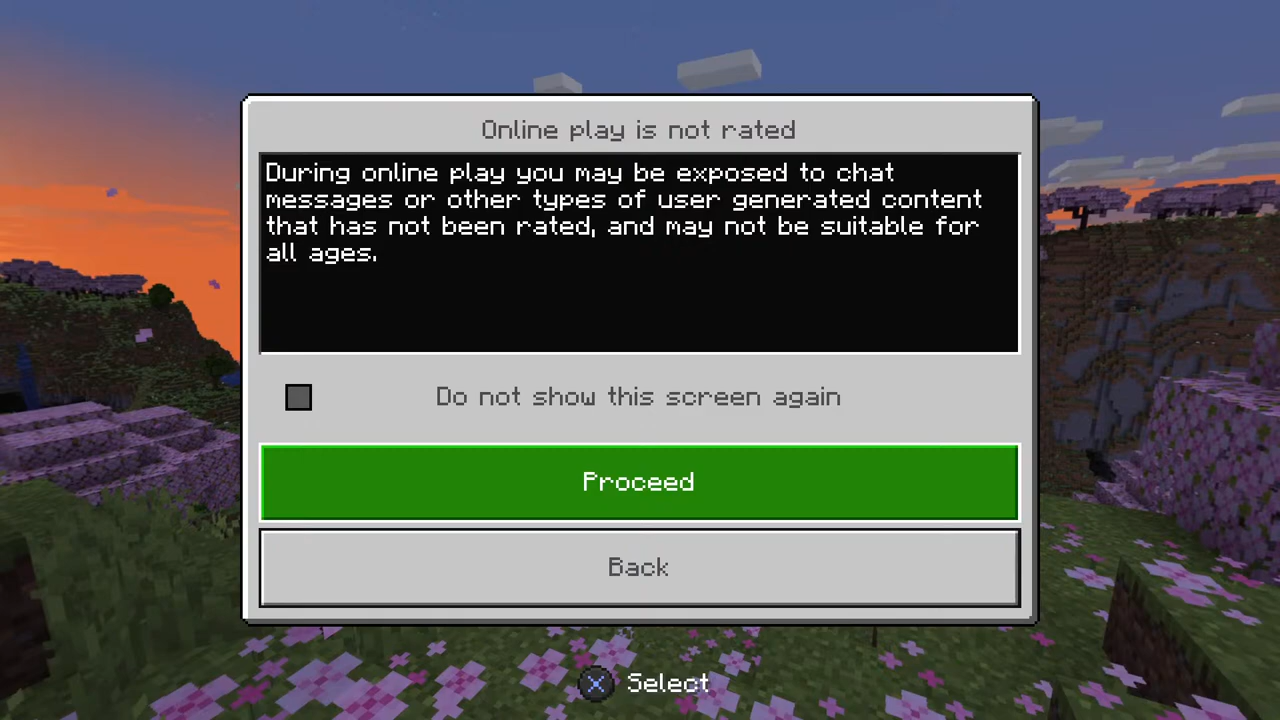 Online play is not rated
During online play you may be exposed to chat
messages or other types of user generated content
that has not been rated, and may not be suitable for
all ages.
Do not show this screen again
Proceed
Back
Select